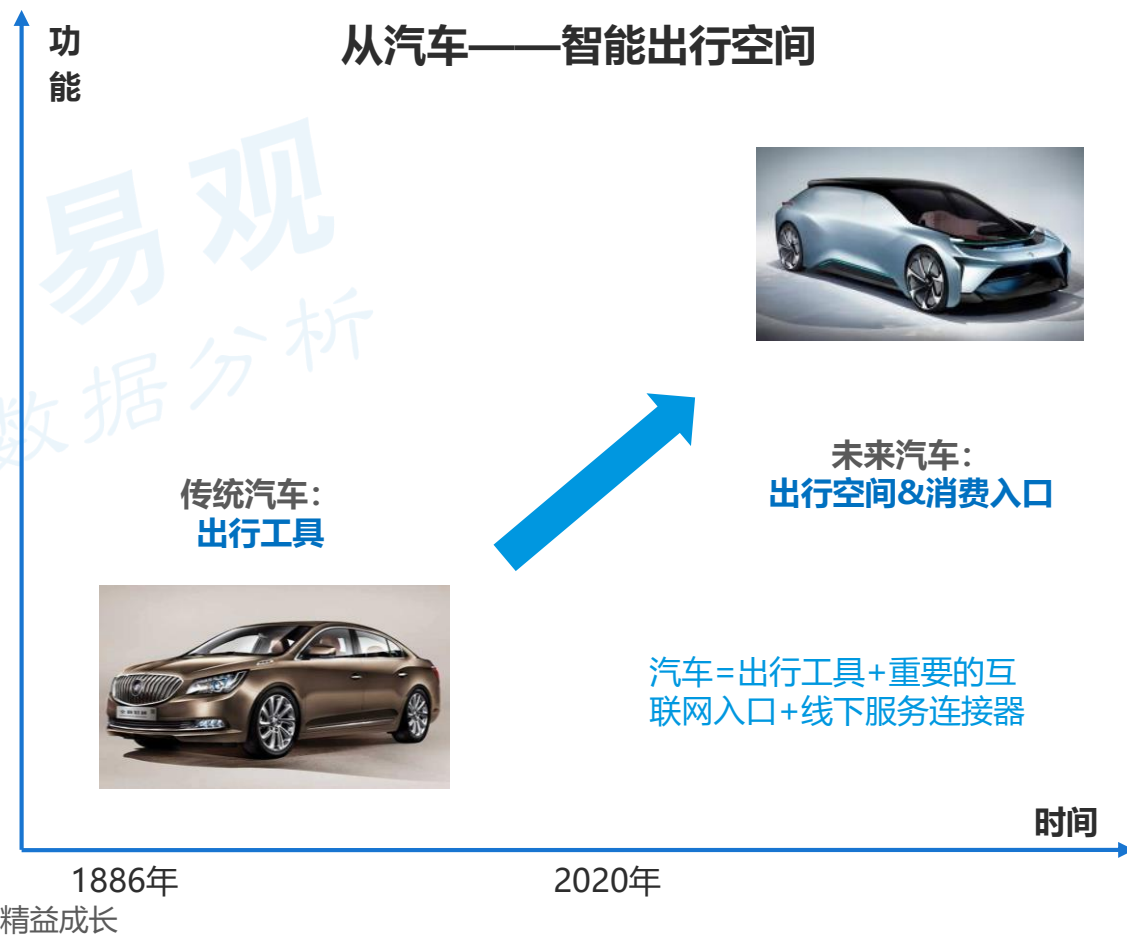 功
能
从汽车——智能出行空间
易观
数据分析
传统汽车：
出行工具
未来汽车：
出行空间&消费入口
汽车=出行工具+重要的互
联网入口+线下服务连接器
时间
1886年
2020年
精益成长